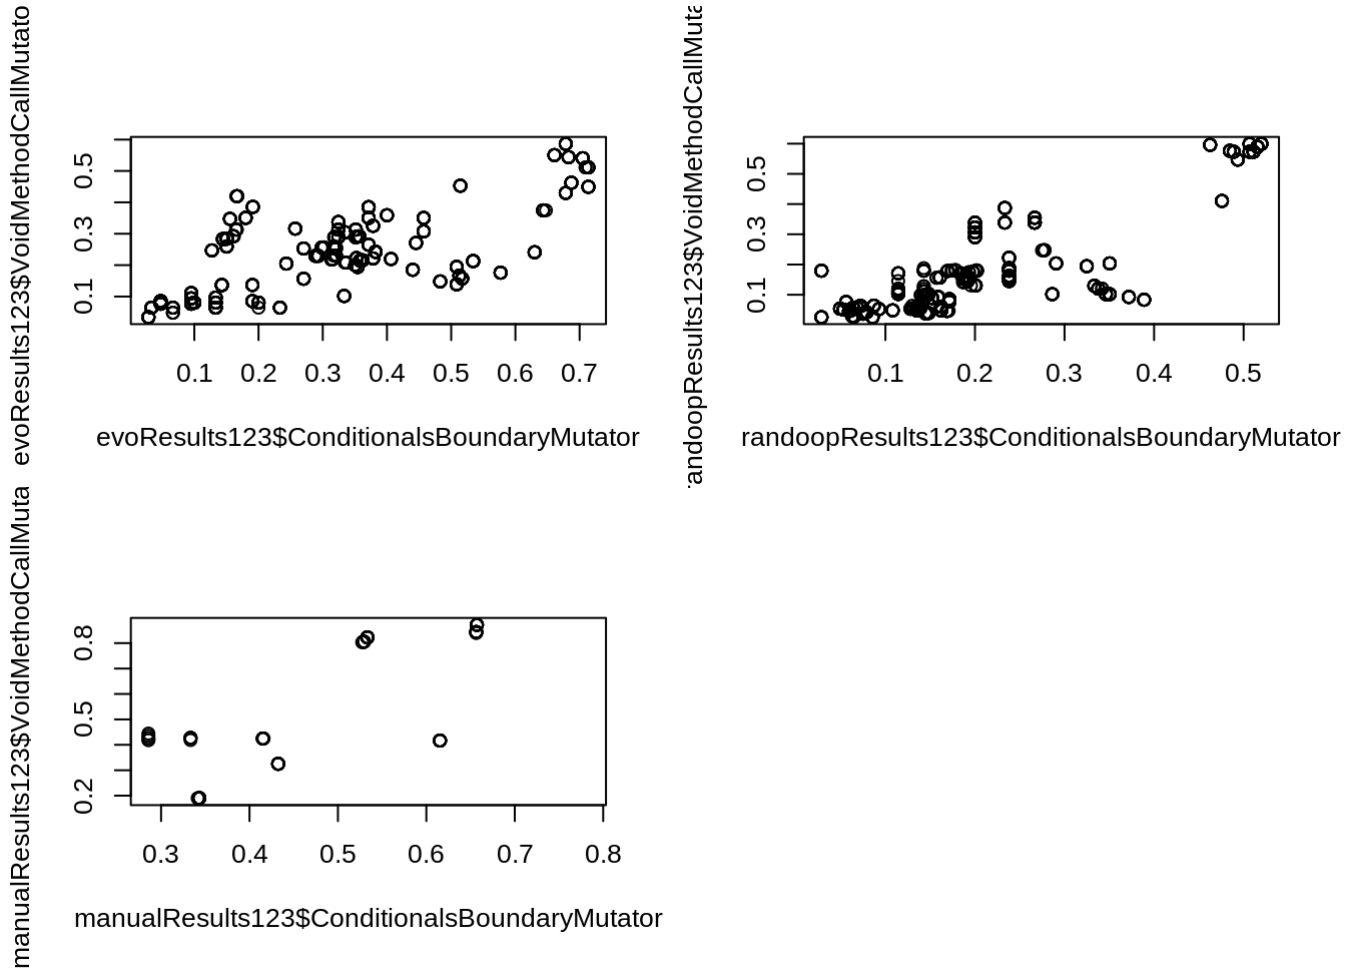 evoResults123$VoidMethodCallMutato
0.1 0.3 0.5
0.1 0.2 0.3 0.4 0.5 0.6 0.7
evoResults123$ConditionalsBoundaryMutator
randoopResults123$VoidMethodCallMuta
0.1 0.3 0.5
0.1 0.2 0.3 0.4 0.5
randoopResults123$ConditionalsBoundaryMutator
manualResults123$VoidMethodCallMuta
0.2 0.5 0.8
0.3 0.4 0.5 0.6 0.7 0.8
manualResults123$ConditionalsBoundaryMutator